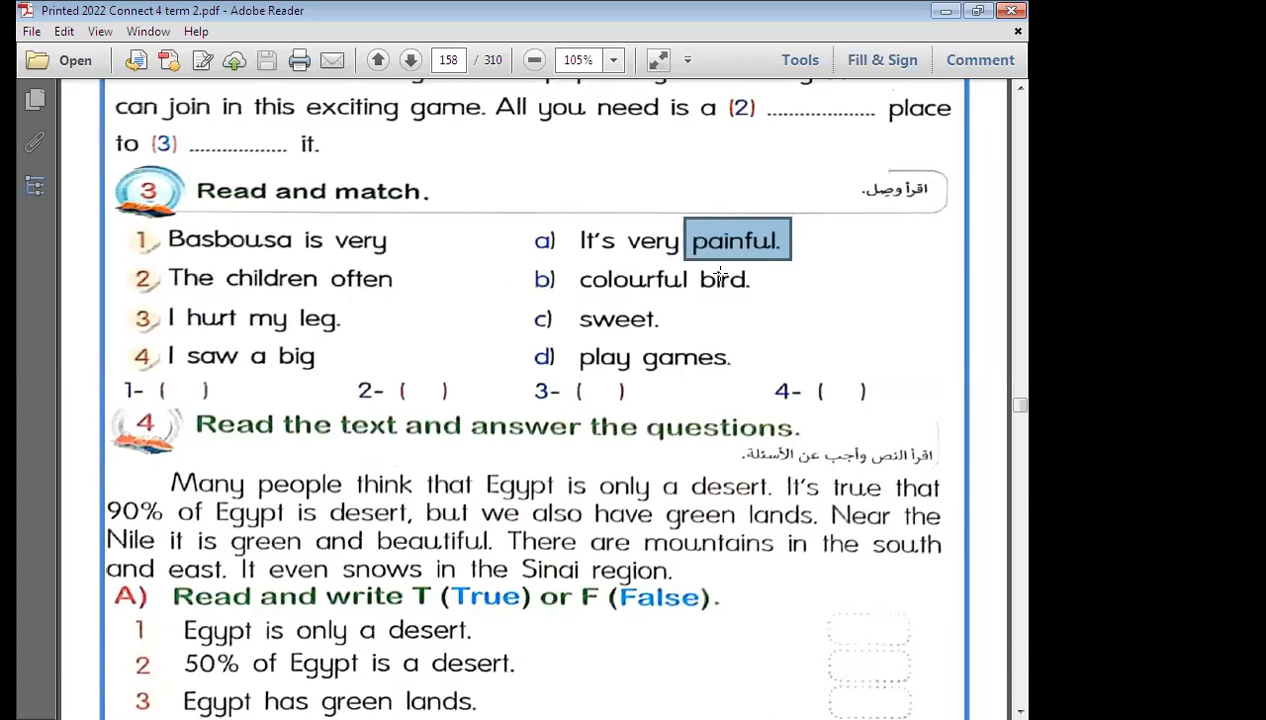 Printed 2022 Connect 4 term 2.pdf - Adobe Reader
File Edit View Window Help
Open 158 / 310 105% Tools Fill & Sign Comment
can join in this exciting game. All you need is a (2) ................... place
to (3) ................. it.
3 Read and match. اقرأ وصِل.
1 Basbousa is very a) It's very painful.
2 The children often b) colourful bird.
3 I hurt my leg. c) sweet.
4 I saw a big d) play games.
1- ( ) 2- ( ) 3- ( ) 4- ( )
4 Read the text and answer the questions.
اقرأ النص وأجب عن الأسئلة.
Many people think that Egypt is only a desert. It's true that
90% of Egypt is desert, but we also have green lands. Near the
Nile it is green and beautiful. There are mountains in the south
and east. It even snows in the Sinai region.
A) Read and write T (True) or F (False).
1 Egypt is only a desert.
2 50% of Egypt is a desert.
3 Egypt has green lands.